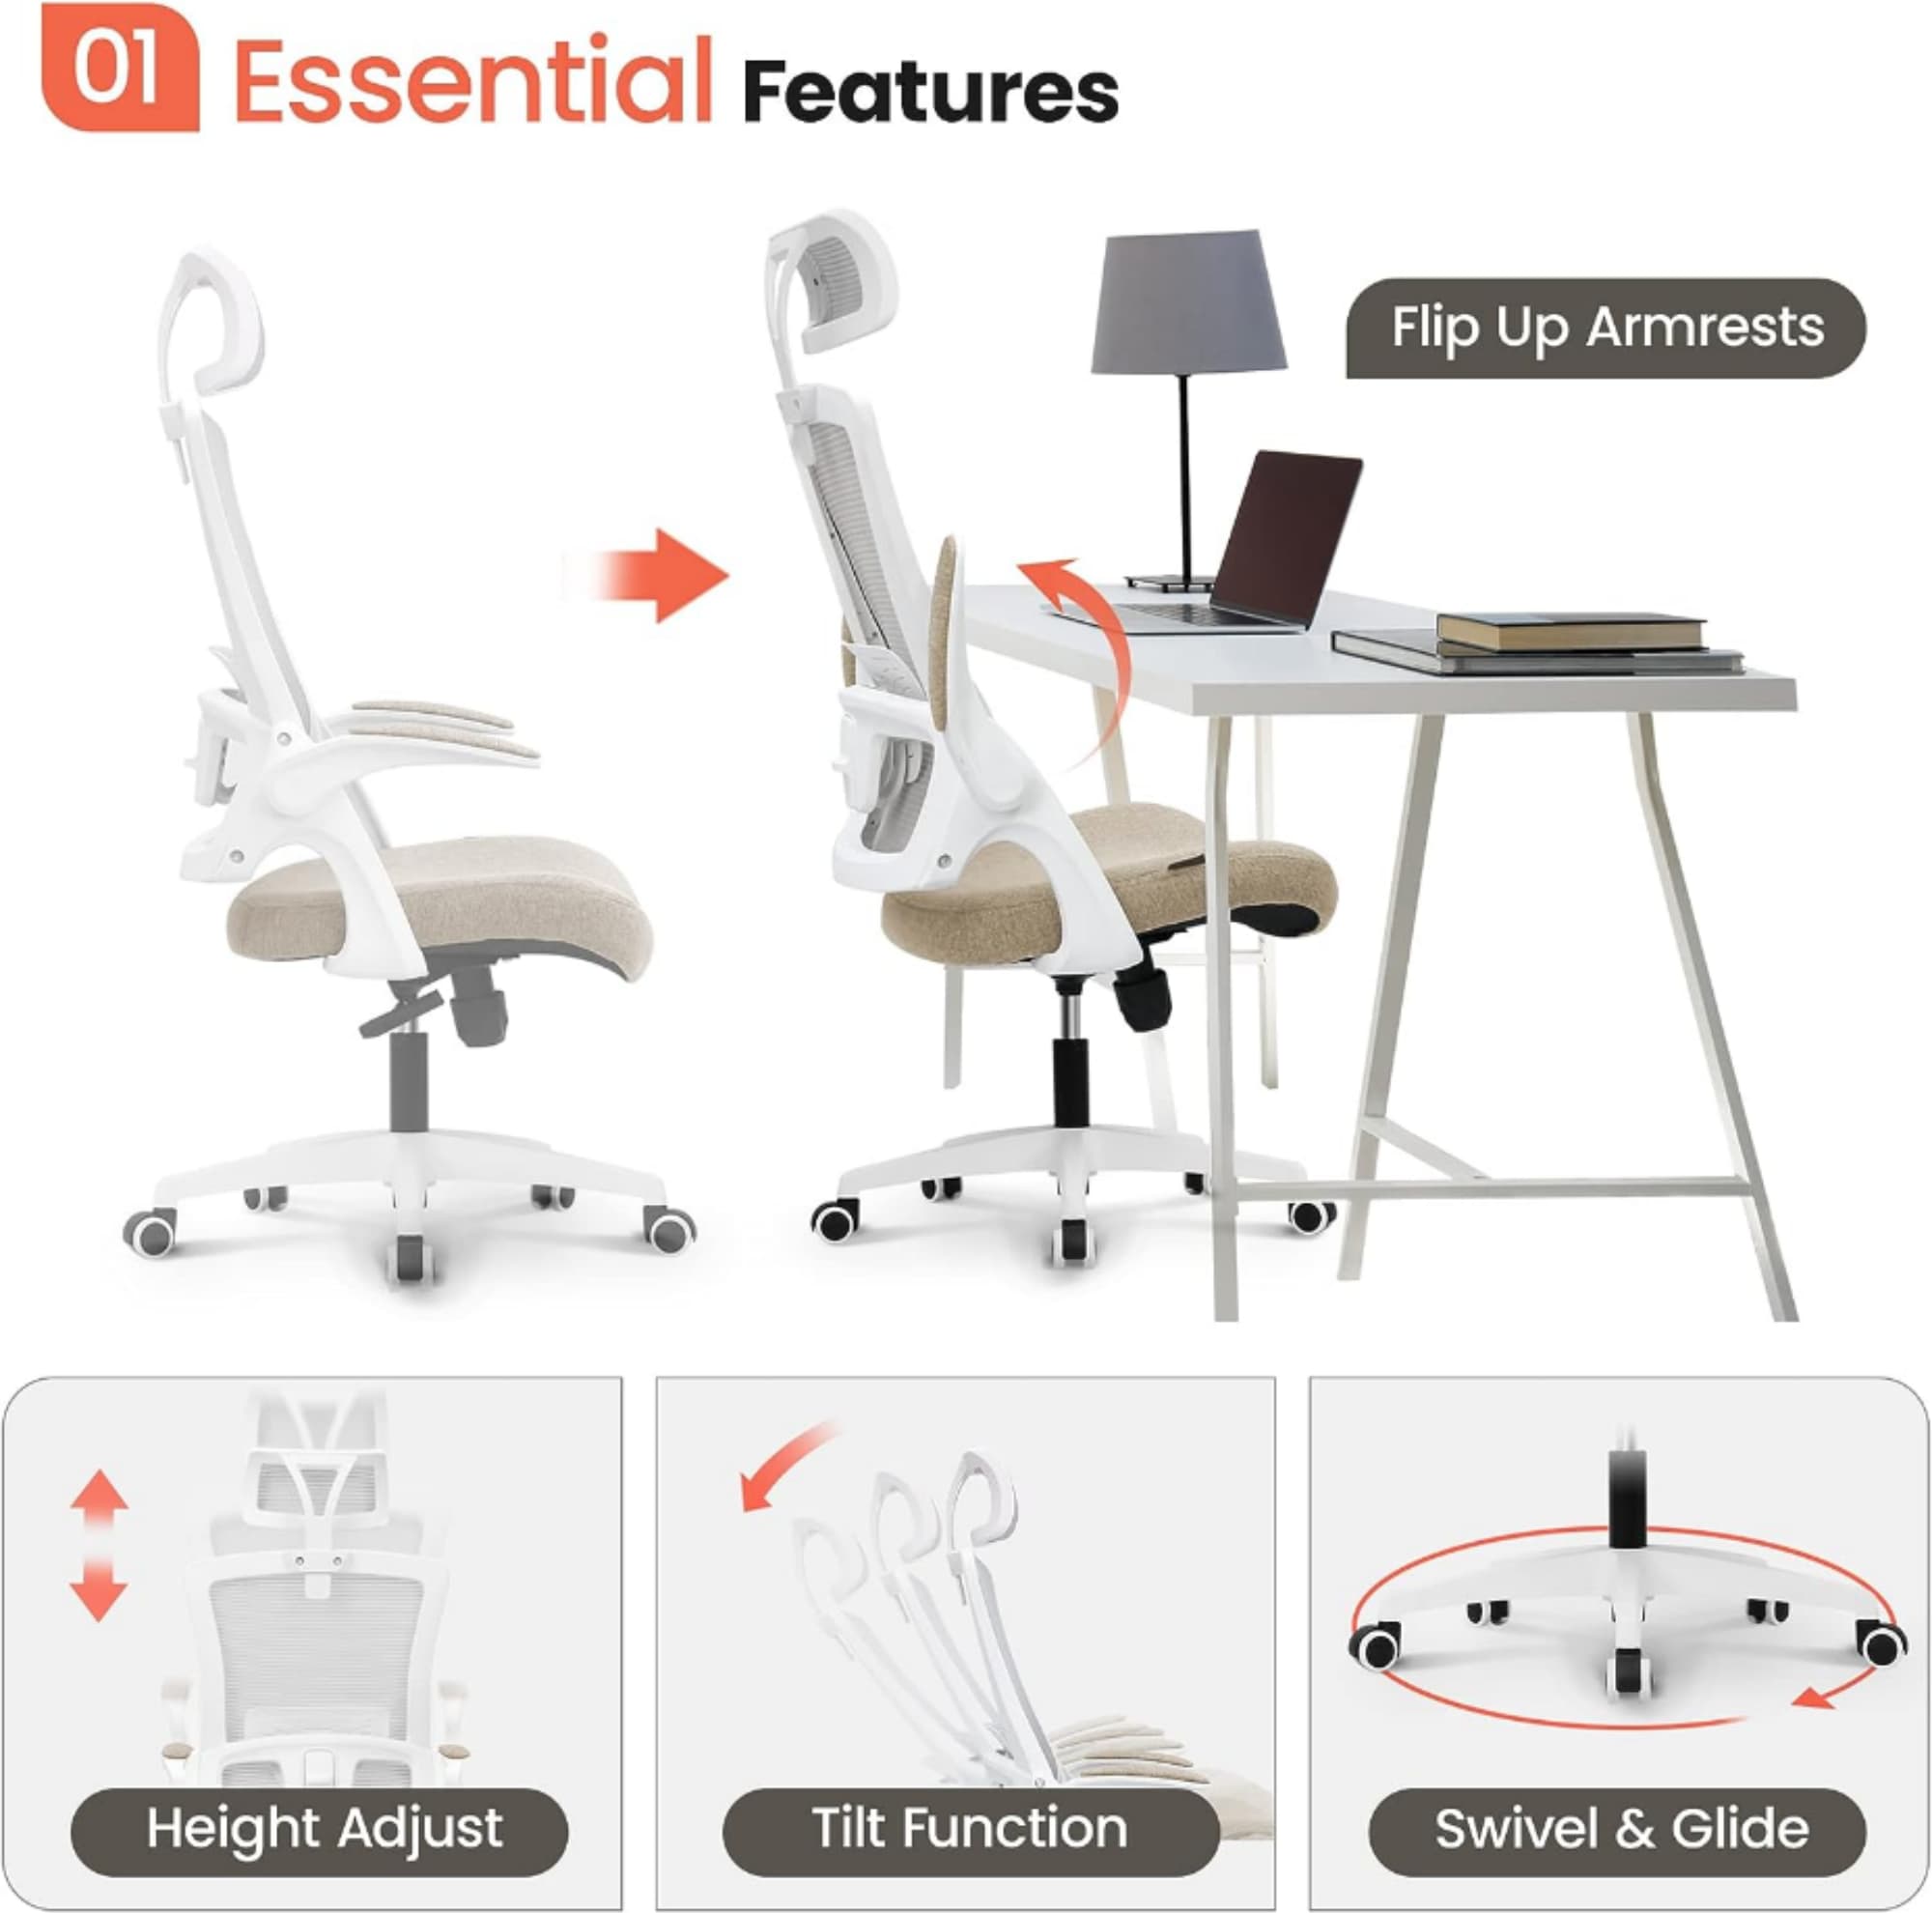 01 Essential Features
Flip Up Armrests
Height Adjust
Tilt Function
Swivel & Glide